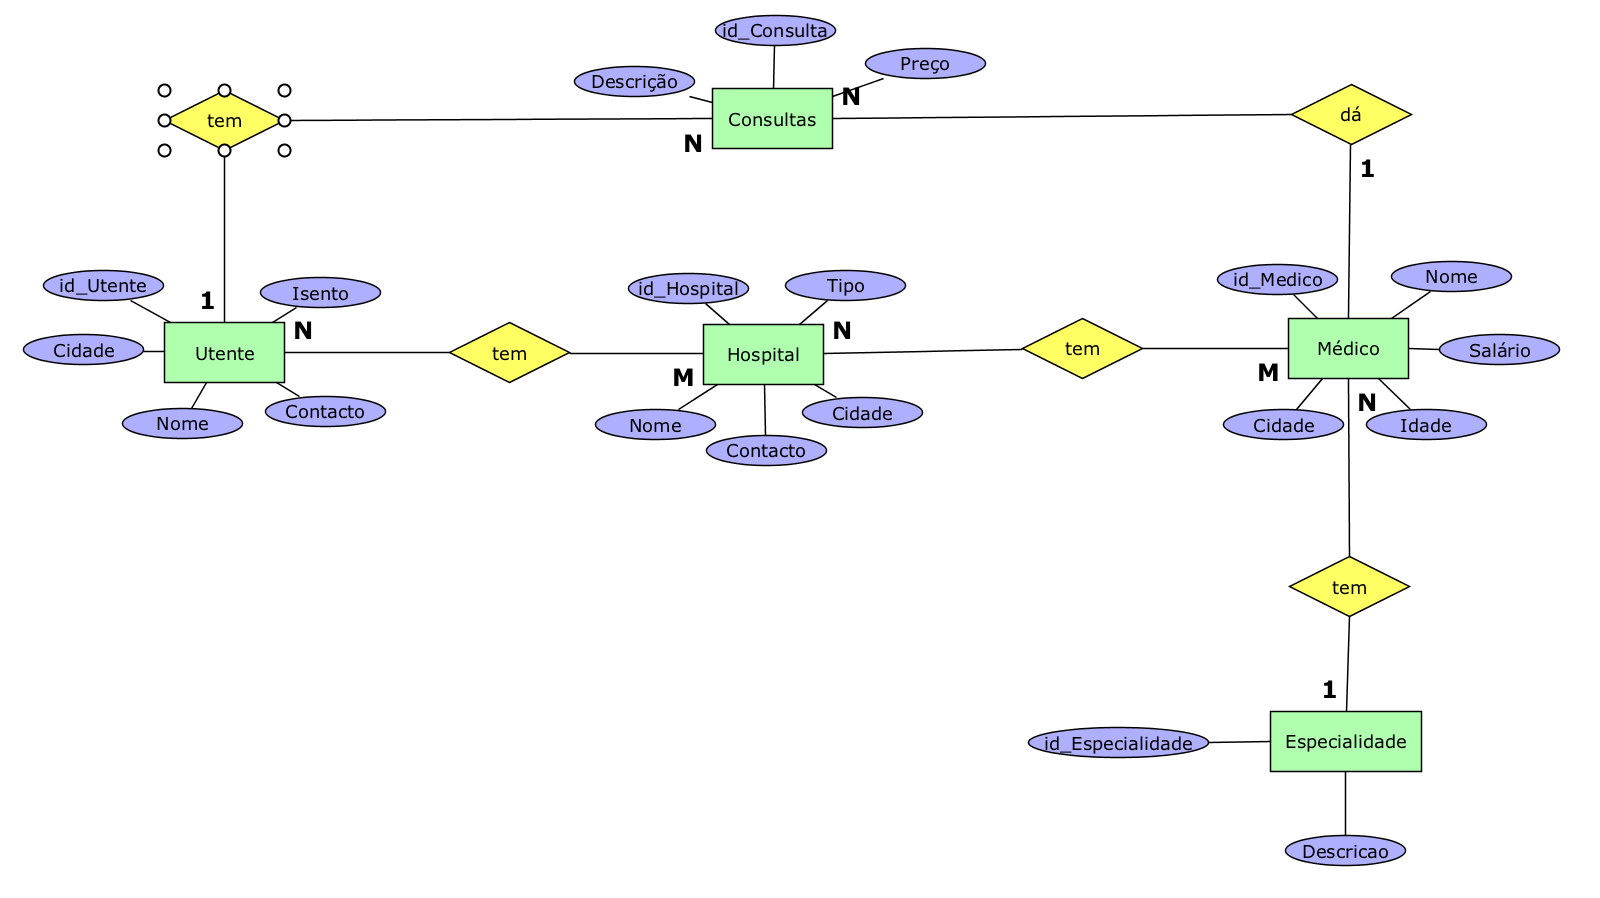 id_Consulta
Descrição
Preço
N
tem
Consultas
dá
N
1
id_Utente
Isento
1
N
Cidade
Utente
tem
Nome
Contacto
id_Hospital
Tipo
N
Hospital
M
tem
Nome
Cidade
Contacto
id_Medico
Nome
Médico
Salário
M
N
Cidade
Idade
tem
1
id_Especialidade
Especialidade
Descricao